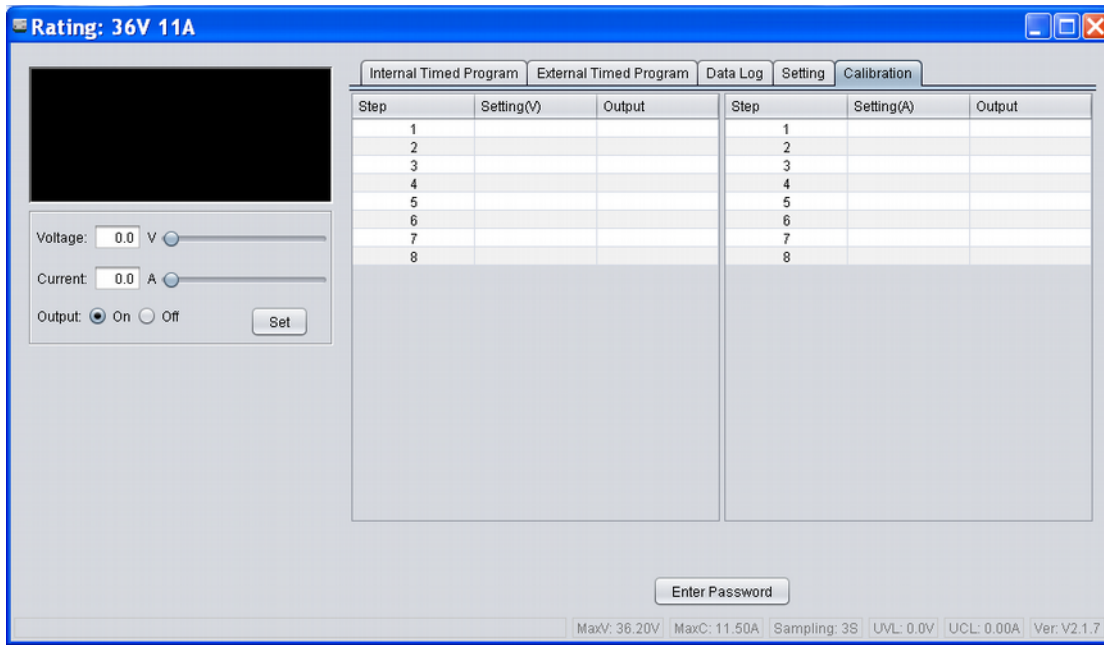 Rating: 36V 11A
Internal Timed Program External Timed Program Data Log Setting Calibration
Step Setting(V) Output Step Setting(A) Output
1 1
2 2
3 3
4 4
5 5
6 6
7 7
8 8
Voltage: 0.0 V
Current: 0.0 A
Output: On Off Set
Enter Password
MaxV: 36.20V MaxC: 11.50A Sampling: 3S UVL: 0.0V UCL: 0.00A Ver: V2.1.7